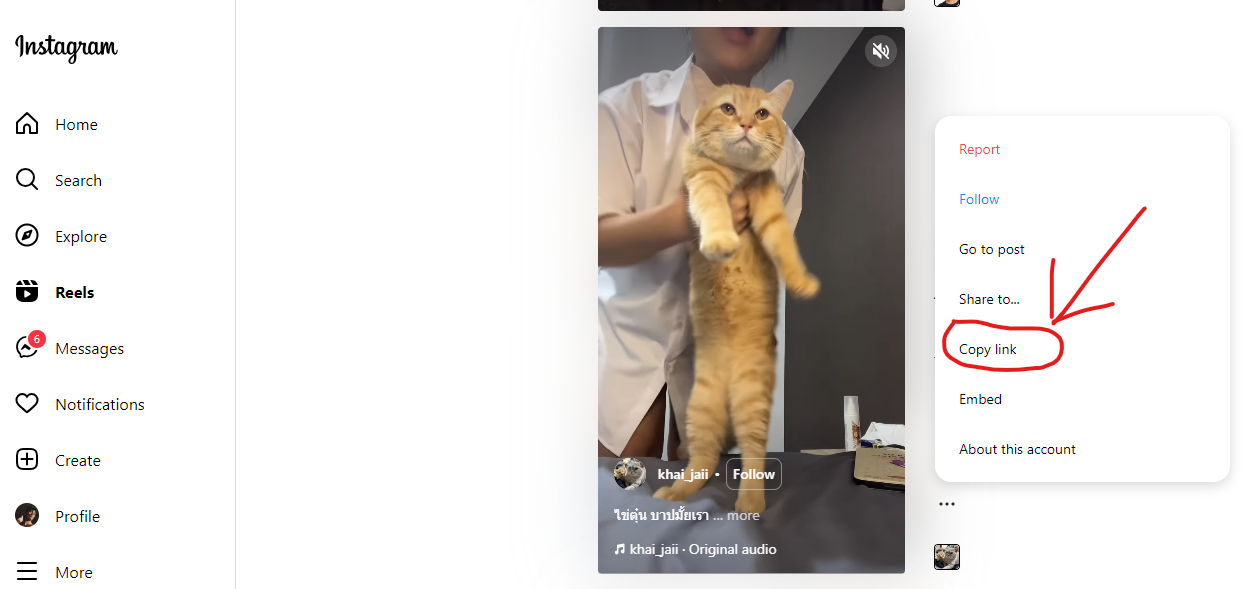 Instagram
Home
Search
Explore
Reels
6
Messages
Notifications
Create
Profile
More
khai_jaii • Follow
ไข่ตุ๋น บาปมั้ยเรา ... more
khai_jaii · Original audio
Report
Follow
Go to post
Share to...
Copy link
Embed
About this account